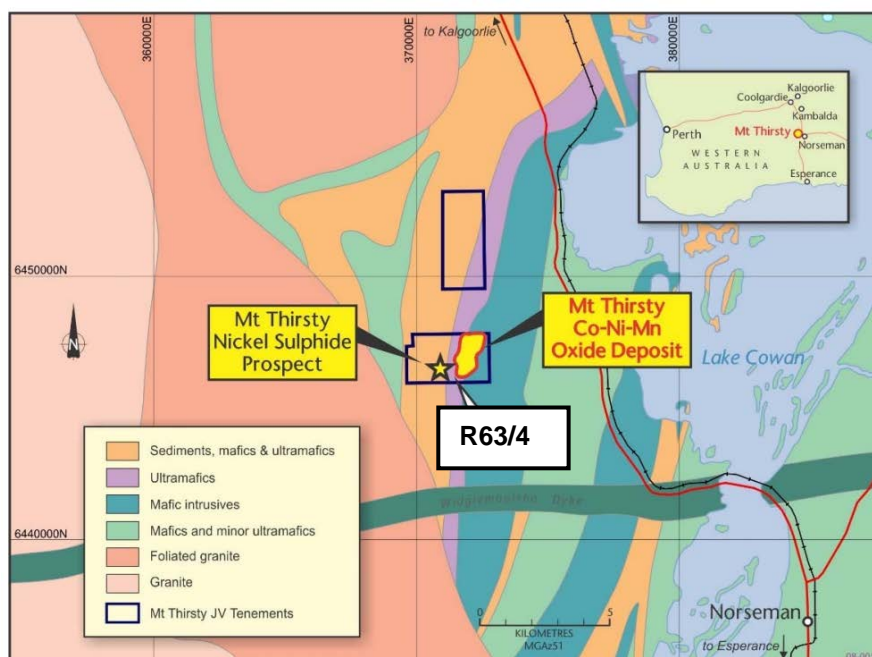 360000E
370000E
380000E
to Kalgoorlie
Kalgoorlie
Coolgardie
Kambalda
Mt Thirsty
Perth
Norseman
WESTERN
AUSTRALIA
Esperance
6450000N
Mt Thirsty
Nickel Sulphide
Prospect
Mt Thirsty
Co-Ni-Mn
Oxide Deposit
Lake Cowan
N
R63/4
Sediments, mafics & ultramafics
Ultramafics
Mafic intrusives
Mafics and minor ultramafics
Foliated granite
Granite
Mt Thirsty JV Tenements
Widgiemooltha Dyke
6440000N
0 5
KILOMETRES
MGAz51
Norseman
to Esperance